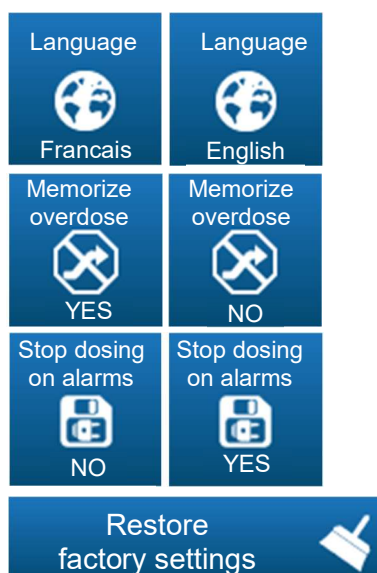 Language
Francais
Language
English
Memorize
overdose
YES
Memorize
overdose
NO
Stop dosing
on alarms
NO
Stop dosing
on alarms
YES
Restore
factory settings